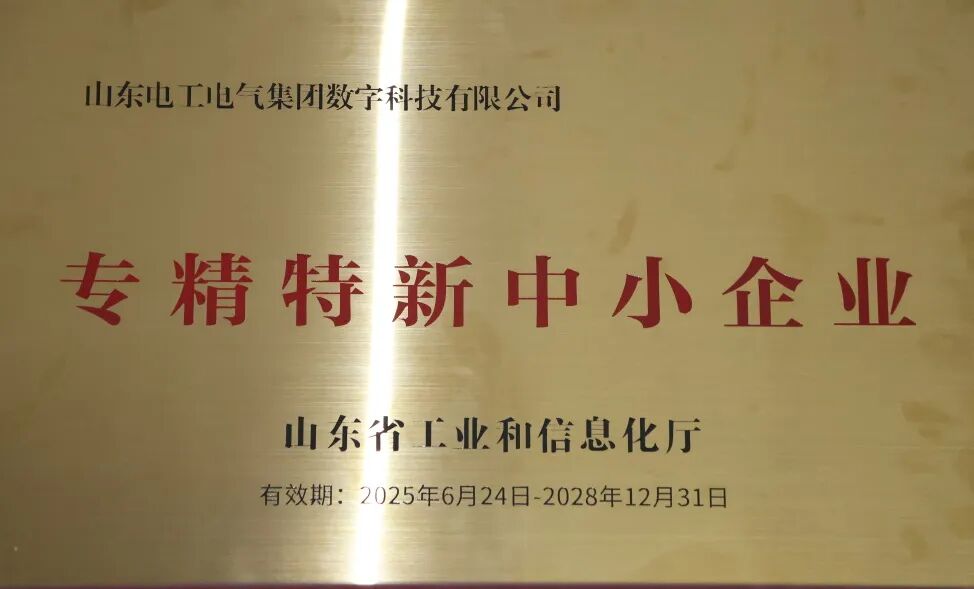 山东电工电气集团数字科技有限公司
专精特新中小企业
山东省工业和信息化厅
有效期：2025年6月24日-2028年12月31日